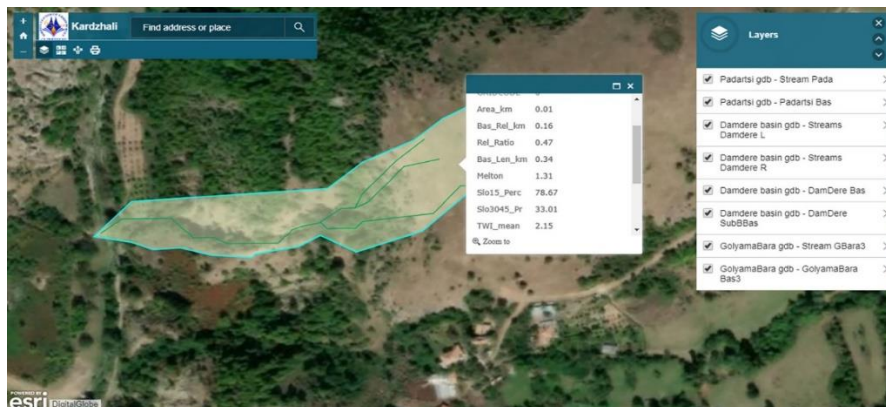 +
Kardzhali
Find address or place
–
Layers
Padartsi gdb - Stream Pada
Padartsi gdb - Padartsi Bas
Damdere basin gdb - Streams
Damdere L
Damdere basin gdb - Streams
Damdere R
Damdere basin gdb - DamDere Bas
Damdere basin gdb - DamDere
SubBBas
GolyamaBara gdb - Stream GBara3
GolyamaBara gdb - GolyamaBara
Bas3
Area_km 0.01
Bas_Rel_km 0.16
Rel_Ratio 0.47
Bas_Len_km 0.34
Melton 1.31
Slo15_Perc 78.67
Slo3045_Pr 33.01
TWI_mean 2.15
Zoom to
POWERED BY
esri DigitalGlobe